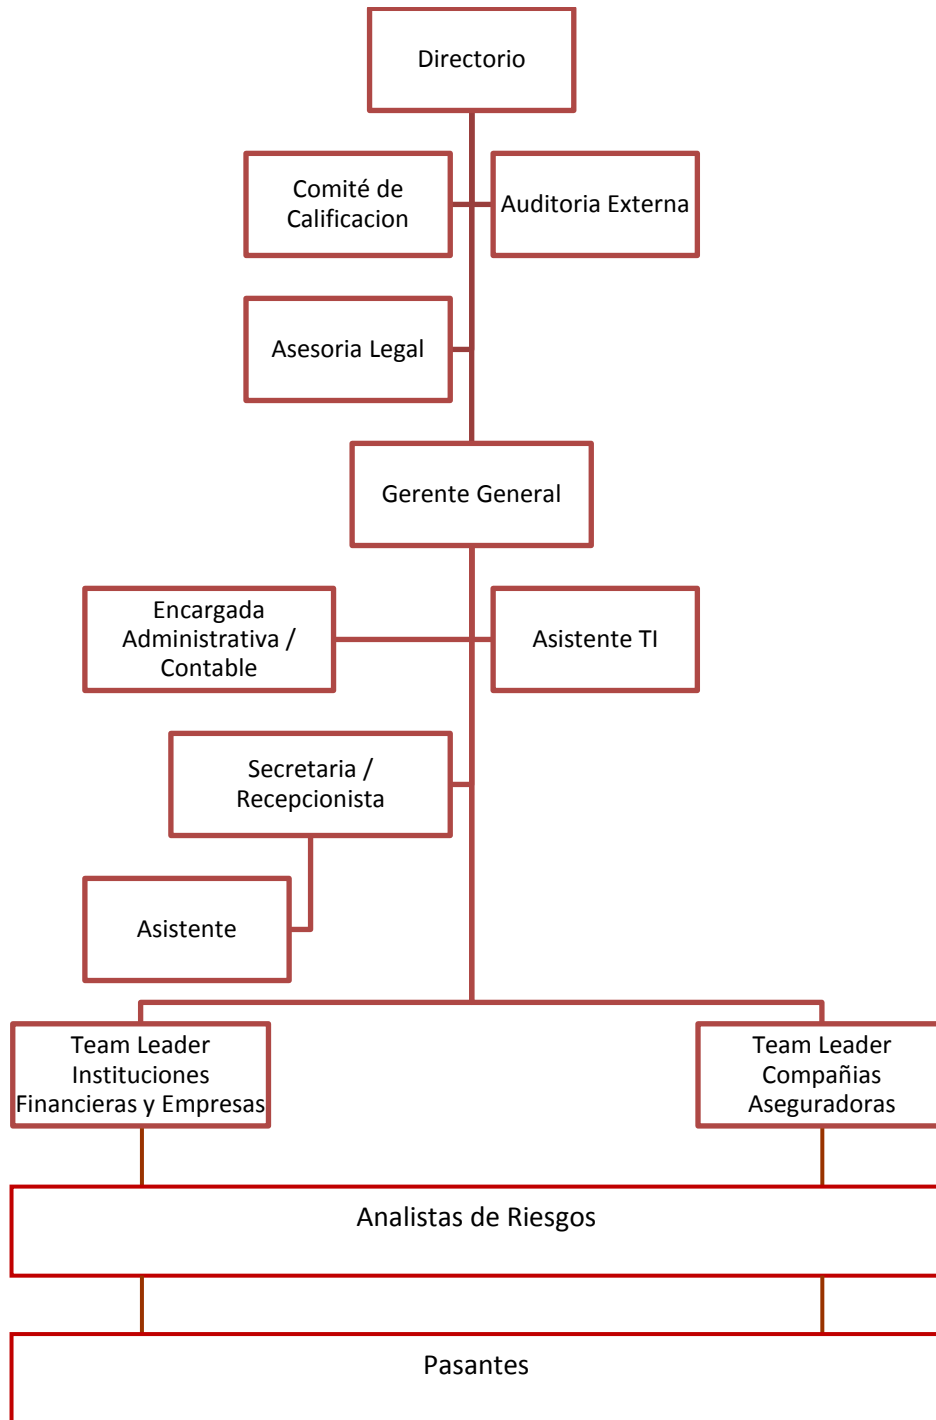 Directorio
Comité de
Calificacion
Auditoria Externa
Asesoria Legal
Gerente General
Encargada
Administrativa /
Contable
Asistente TI
Secretaria /
Recepcionista
Asistente
Team Leader
Instituciones
Financieras y Empresas
Team Leader
Compañias
Aseguradoras
Analistas de Riesgos
Pasantes